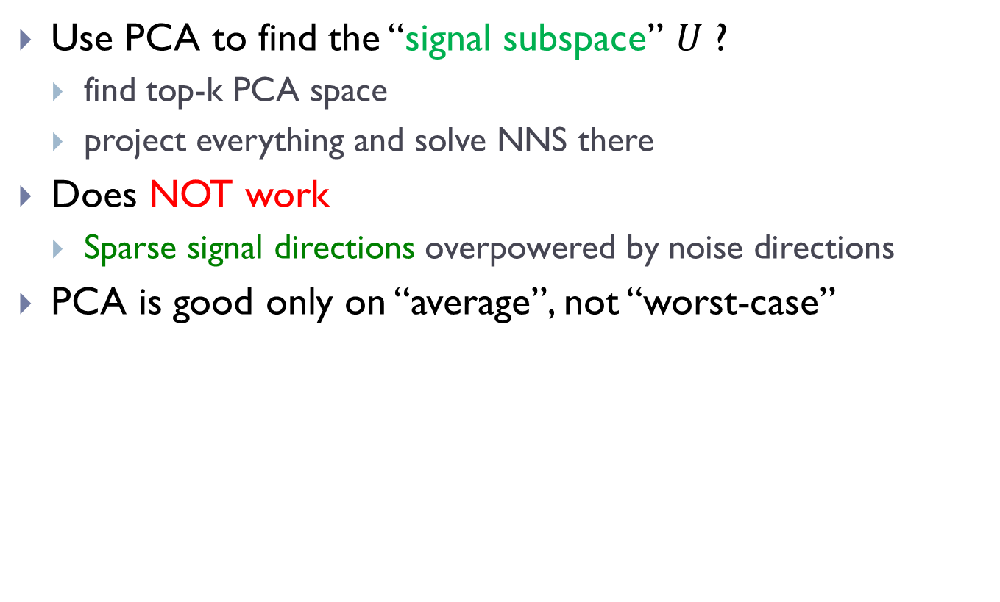 Use PCA to find the “signal subspace” U ?
find top-k PCA space
project everything and solve NNS there
Does NOT work
Sparse signal directions overpowered by noise directions
PCA is good only on “average”, not “worst-case”